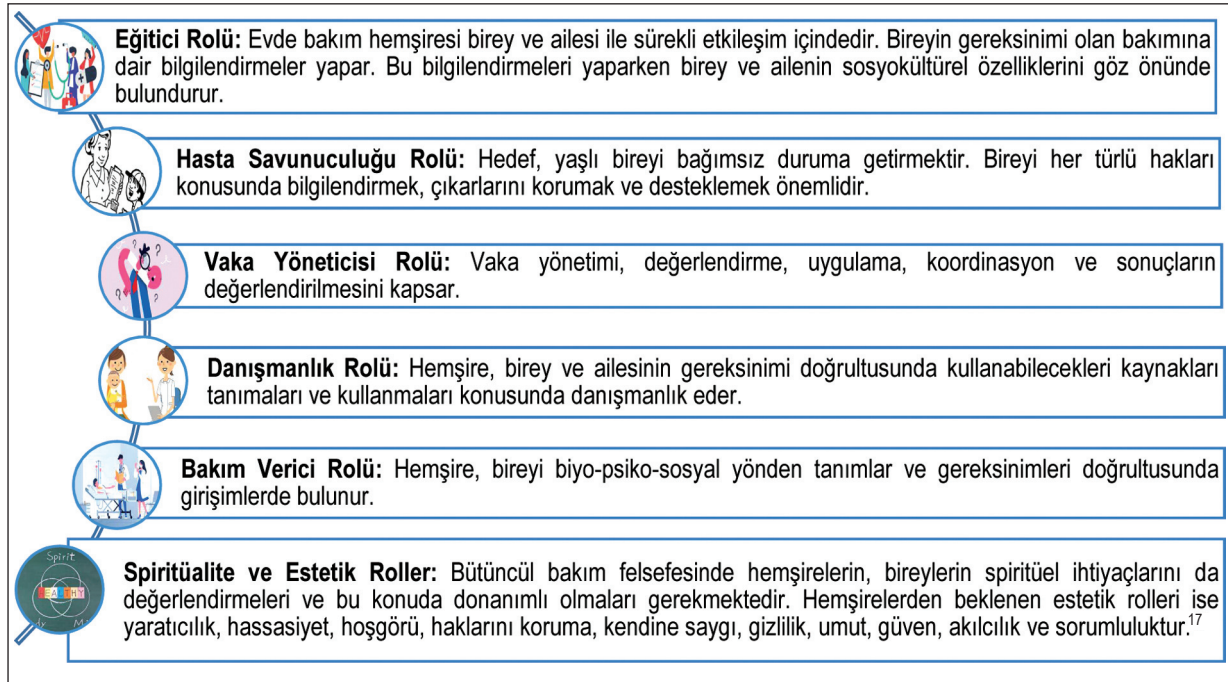 Eğitici Rolü: Evde bakım hemşiresi birey ve ailesi ile sürekli etkileşim içindedir. Bireyin gereksinimi olan bakımına
dair bilgilendirmeler yapar. Bu bilgilendirmeleri yaparken birey ve ailenin sosyokültürel özelliklerini göz önünde
bulundurur.
Hasta Savunuculuğu Rolü: Hedef, yaşlı bireyi bağımsız duruma getirmektir. Bireyi her türlü hakları
konusunda bilgilendirmek, çıkarlarını korumak ve desteklemek önemlidir.
Vaka Yöneticisi Rolü: Vaka yönetimi, değerlendirme, uygulama, koordinasyon ve sonuçların
değerlendirilmesini kapsar.
Danışmanlık Rolü: Hemşire, birey ve ailesinin gereksinimi doğrultusunda kullanabilecekleri kaynakları
tanımaları ve kullanmaları konusunda danışmanlık eder.
Bakım Verici Rolü: Hemşire, bireyi biyo-psiko-sosyal yönden tanımlar ve gereksinimleri doğrultusunda
girişimlerde bulunur.
Spirit
HEALTHY
Spiritüalite ve Estetik Roller: Bütüncül bakım felsefesinde hemşirelerin, bireylerin spiritüel ihtiyaçlarını da
değerlendirmeleri ve bu konuda donanımlı olmaları gerekmektedir. Hemşirelerden beklenen estetik rolleri ise
yaratıcılık, hassasiyet, hoşgörü, haklarını koruma, kendine saygı, gizlilik, umut, güven, akılcılık ve sorumluluktur.17